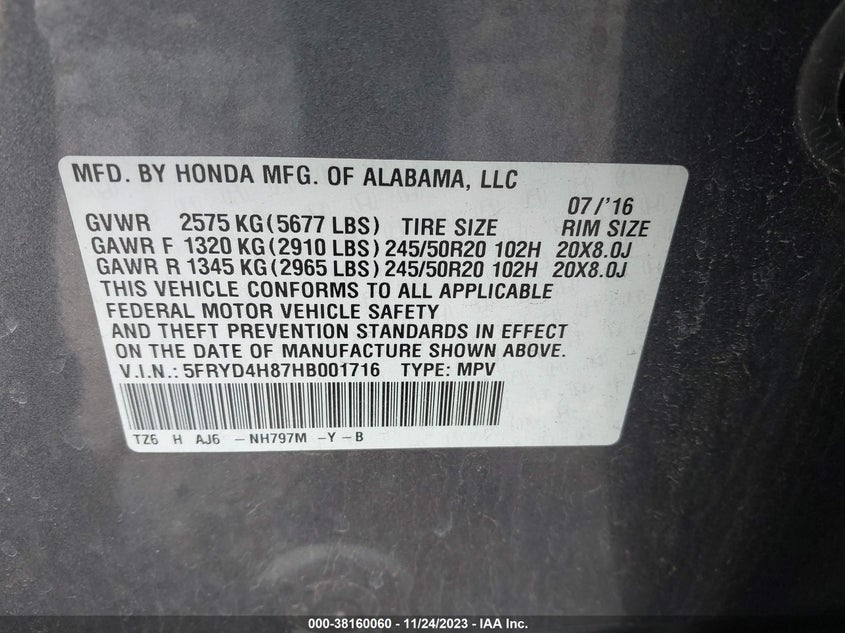 MFD. BY HONDA MFG. OF ALABAMA, LLC
07/'16
GVWR 2575 KG (5677 LBS) TIRE SIZE RIM SIZE
GAWR F 1320 KG (2910 LBS) 245/50R20 102H 20X8.0J
GAWR R 1345 KG (2965 LBS) 245/50R20 102H 20X8.0J
THIS VEHICLE CONFORMS TO ALL APPLICABLE
FEDERAL MOTOR VEHICLE SAFETY
AND THEFT PREVENTION STANDARDS IN EFFECT
ON THE DATE OF MANUFACTURE SHOWN ABOVE.
V.I.N.: 5FRYD4H87HB001716 TYPE: MPV
TZ6 H AJ6 - NH797M - Y - B
000-38160060 - 11/24/2023 - IAA Inc.